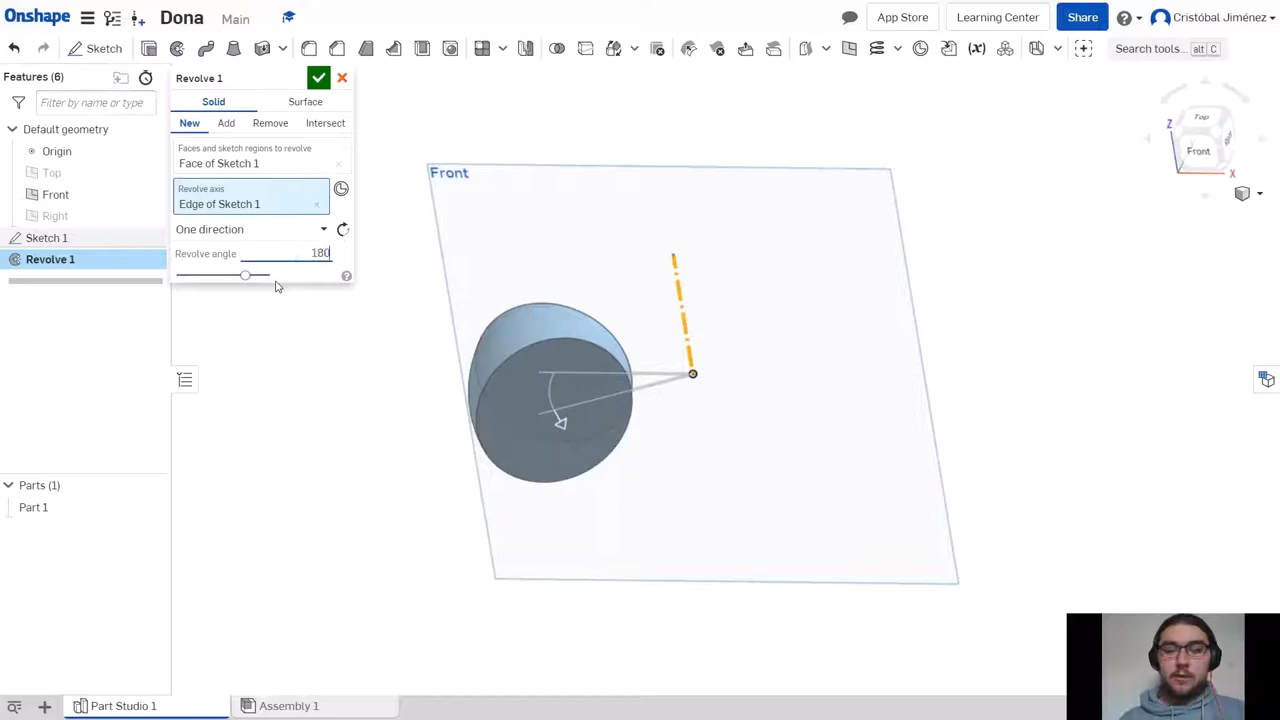 Onshape
Dona
Main
App Store
Learning Center
Share
Cristóbal Jiménez
Sketch
Search tools...
alt
C
Features (6)
Filter by name or type
Default geometry
Origin
Top
Front
Right
Sketch 1
Revolve 1
Parts (1)
Part 1
Revolve 1
Solid
Surface
New
Add
Remove
Intersect
Faces and sketch regions to revolve
Face of Sketch 1
Revolve axis
Edge of Sketch 1
One direction
Revolve angle
180
Front
Top
Front
Right
Z
X
Part Studio 1
Assembly 1